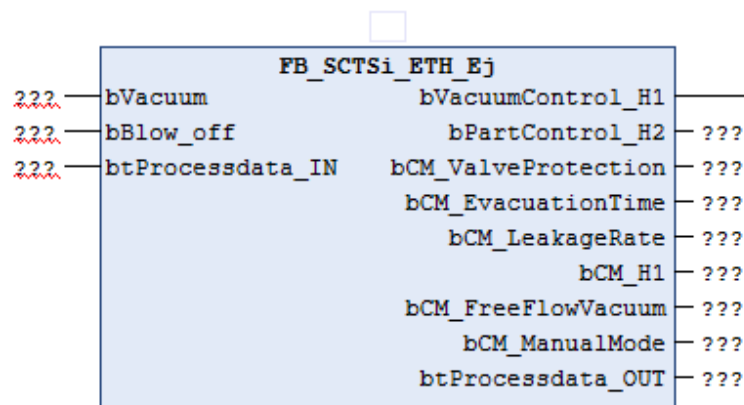 FB_SCTSi_ETH_Ej
??? bVacuum bVacuumControl_H1
??? bBlow_off bPartControl_H2 ???
??? btProcessdata_IN bCM_ValveProtection ???
bCM_EvacuationTime ???
bCM_LeakageRate ???
bCM_H1 ???
bCM_FreeFlowVacuum ???
bCM_ManualMode ???
btProcessdata_OUT ???